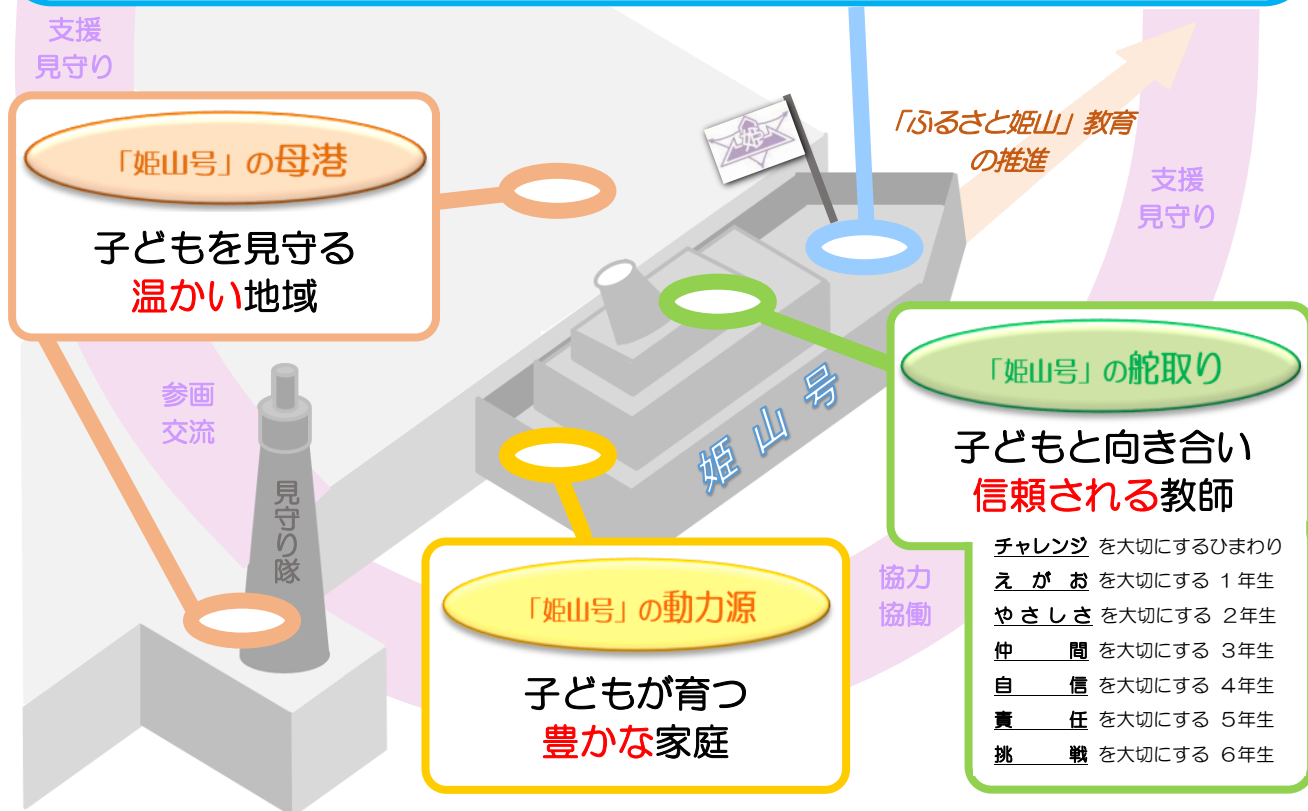 支援
見守り
「姫山号」の母港
子どもを見守る
温かい地域
姫
「ふるさと姫山」教育
の推進
支援
見守り
参画
交流
見守り隊
姫山号
「姫山号」の舵取り
子どもと向き合い
信頼される教師
チャレンジ を大切にするひまわり
えがお を大切にする 1年生
やさしさ を大切にする 2年生
仲間 を大切にする 3年生
自信 を大切にする 4年生
責任 を大切にする 5年生
挑戦 を大切にする 6年生
「姫山号」の動力源
子どもが育つ
豊かな家庭
協力
協働